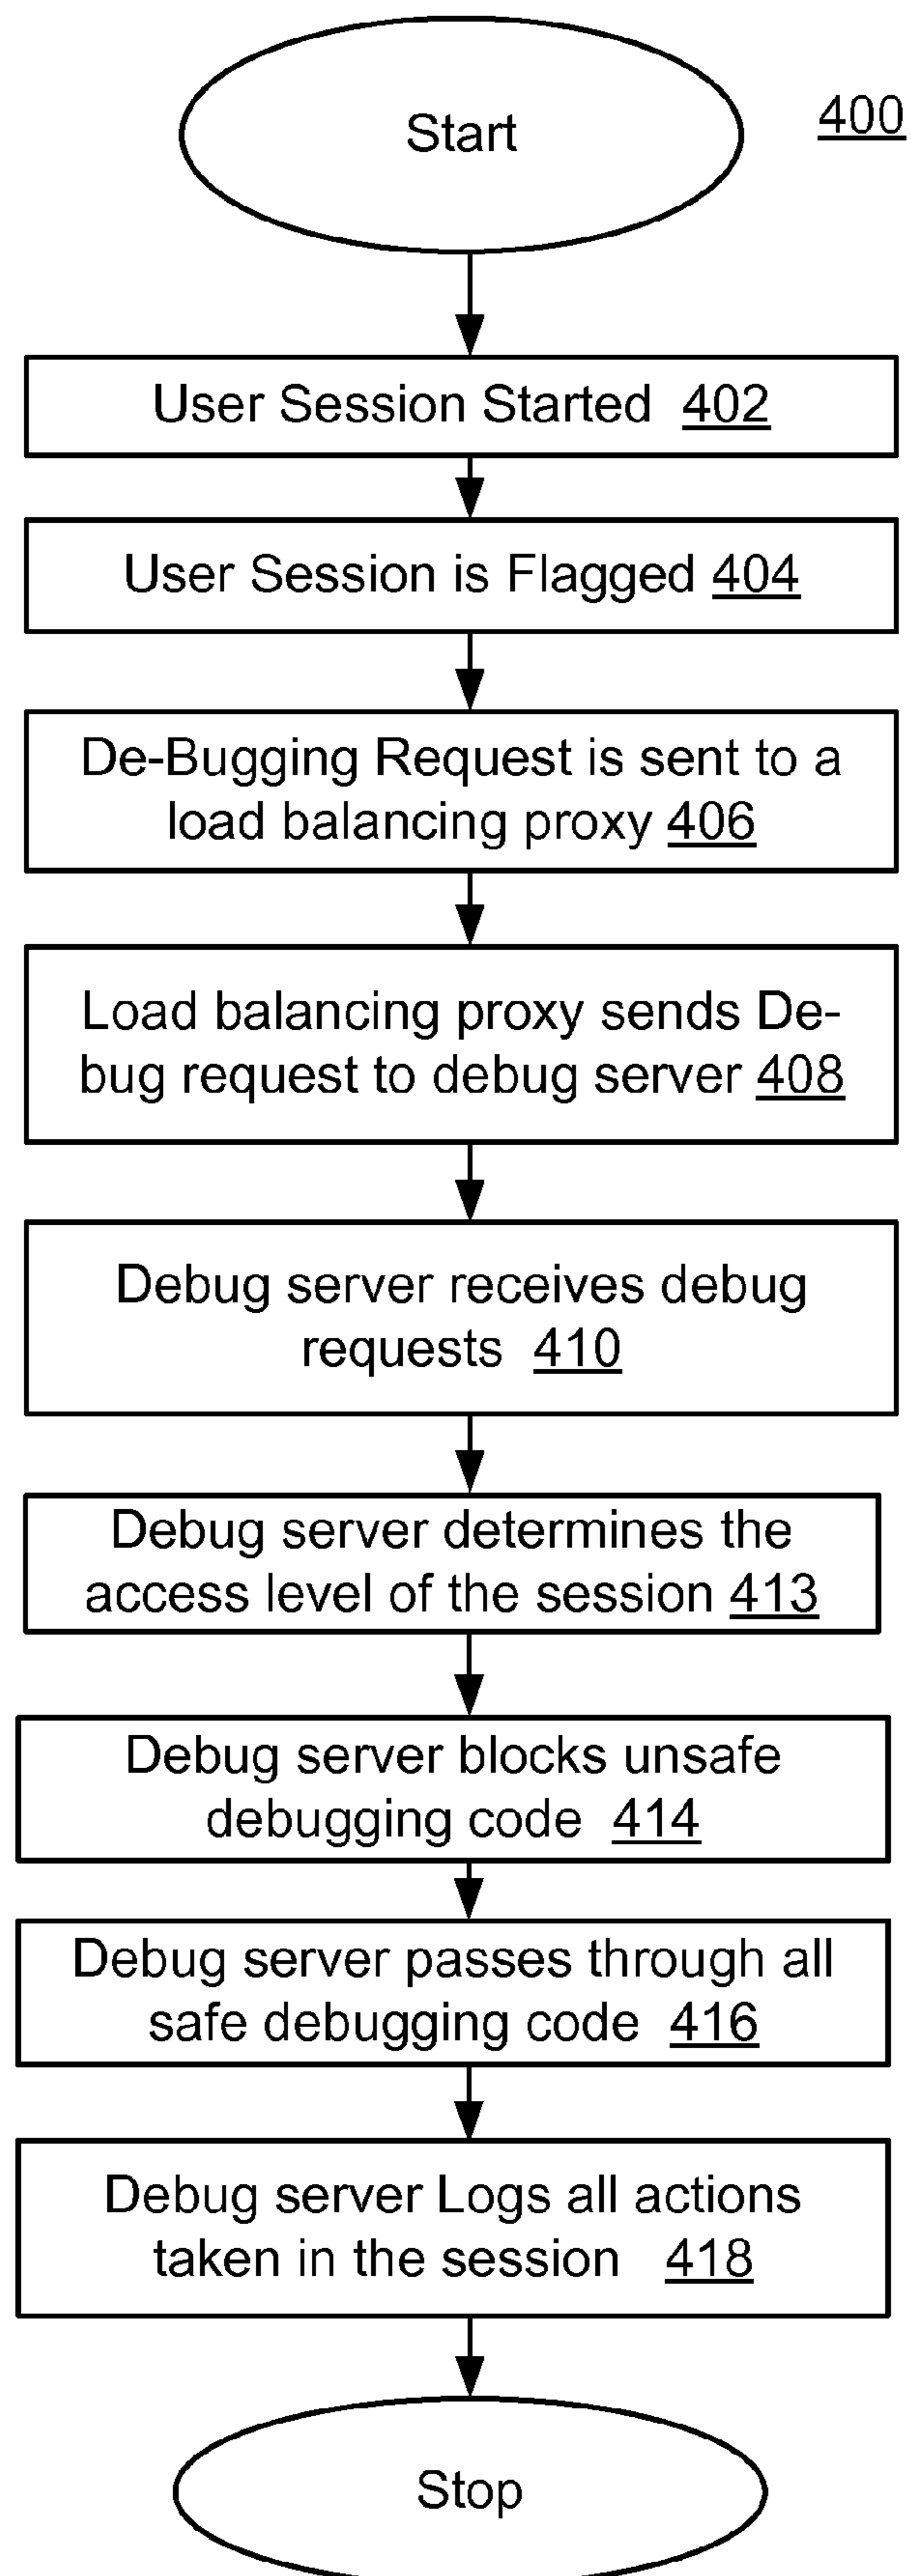 Start
400
User Session Started 402
User Session is Flagged 404
De-Bugging Request is sent to a
load balancing proxy 406
Load balancing proxy sends De-
bug request to debug server 408
Debug server receives debug
requests 410
Debug server determines the
access level of the session 413
Debug server blocks unsafe
debugging code 414
Debug server passes through all
safe debugging code 416
Debug server Logs all actions
taken in the session 418
Stop